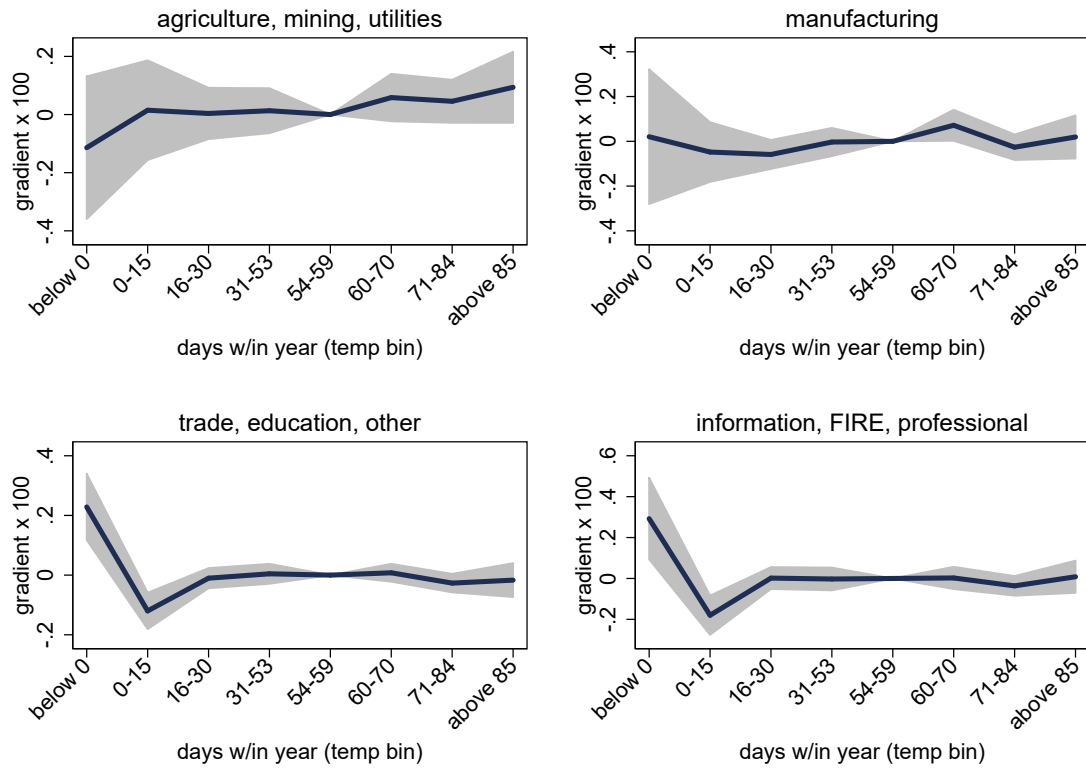 agriculture, mining, utilities
gradient x 100
.2
0
-.2
-.4
below 0
0-15
16-30
31-53
54-59
60-70
71-84
above 85
days w/in year (temp bin)
manufacturing
gradient x 100
.4
.2
0
-.2
-.4
below 0
0-15
16-30
31-53
54-59
60-70
71-84
above 85
days w/in year (temp bin)
trade, education, other
gradient x 100
.4
.2
0
-.2
below 0
0-15
16-30
31-53
54-59
60-70
71-84
above 85
days w/in year (temp bin)
information, FIRE, professional
gradient x 100
.6
.4
.2
0
-.2
below 0
0-15
16-30
31-53
54-59
60-70
71-84
above 85
days w/in year (temp bin)